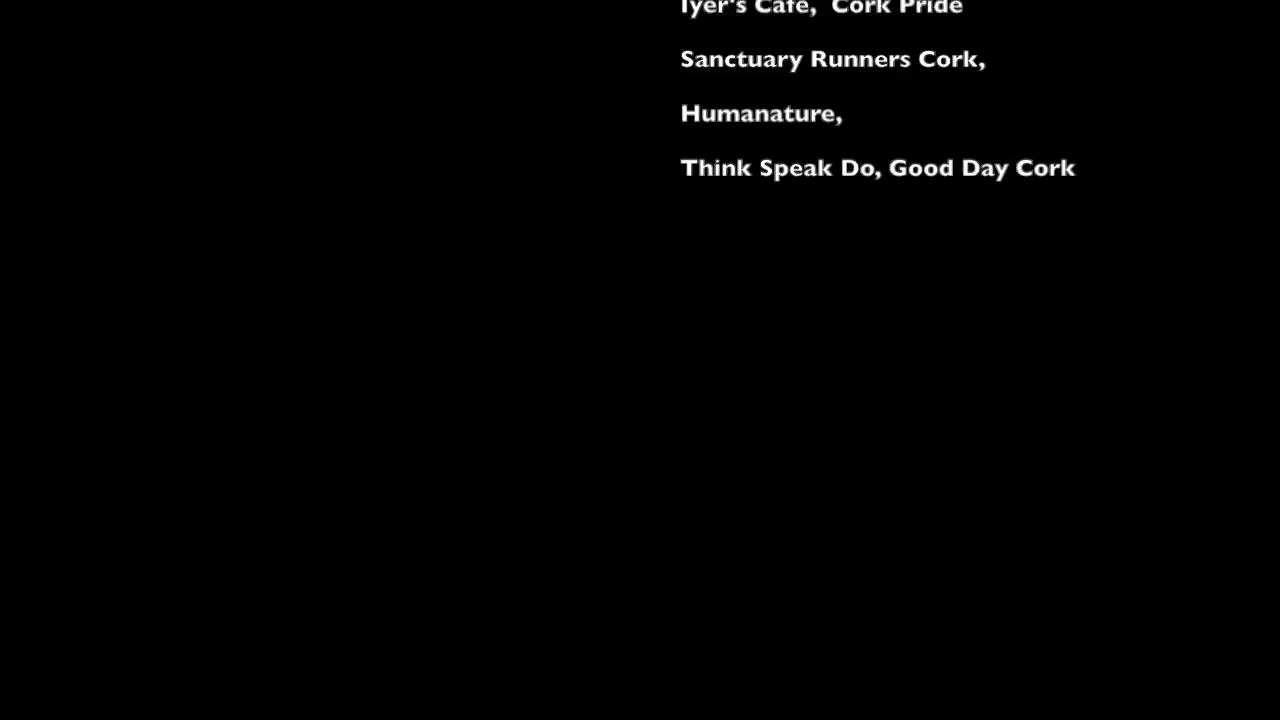 Iyer's Cafe, Cork Pride
Sanctuary Runners Cork,
Humanature,
Think Speak Do, Good Day Cork